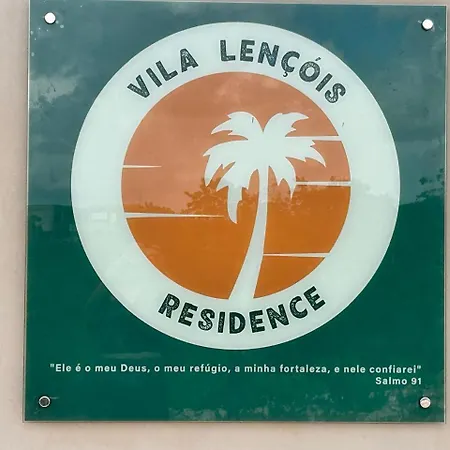 VILA LENÇÓIS
RESIDENCE
"Ele é o meu Deus, o meu refúgio, a minha fortaleza, e nele confiarei"
Salmo 91